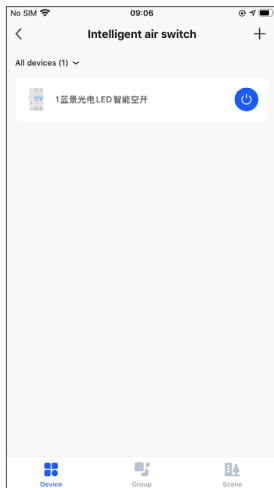 No SIM 09:06
Intelligent air switch
All devices (1)
1蓝景光电LED智能空开
Device Group Scene